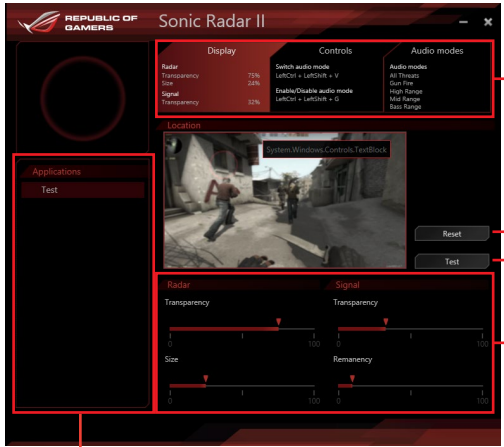 REPUBLIC OF
GAMERS
Sonic Radar II
Display
Controls
Audio modes
Radar
Transparency 75%
Size 24%
Signal
Transparency 32%
Switch audio mode
LeftCtrl + LeftShift + V
Enable/Disable audio mode
LeftCtrl + LeftShift + G
Audio modes
All Threats
Gun Fire
High Range
Mid Range
Bass Range
Location
System.Windows.Controls.TextBlock
Applications
Test
Reset
Test
Radar
Signal
Transparency
Transparency
0 100
0 100
Size
Remanency
0 100
0 100